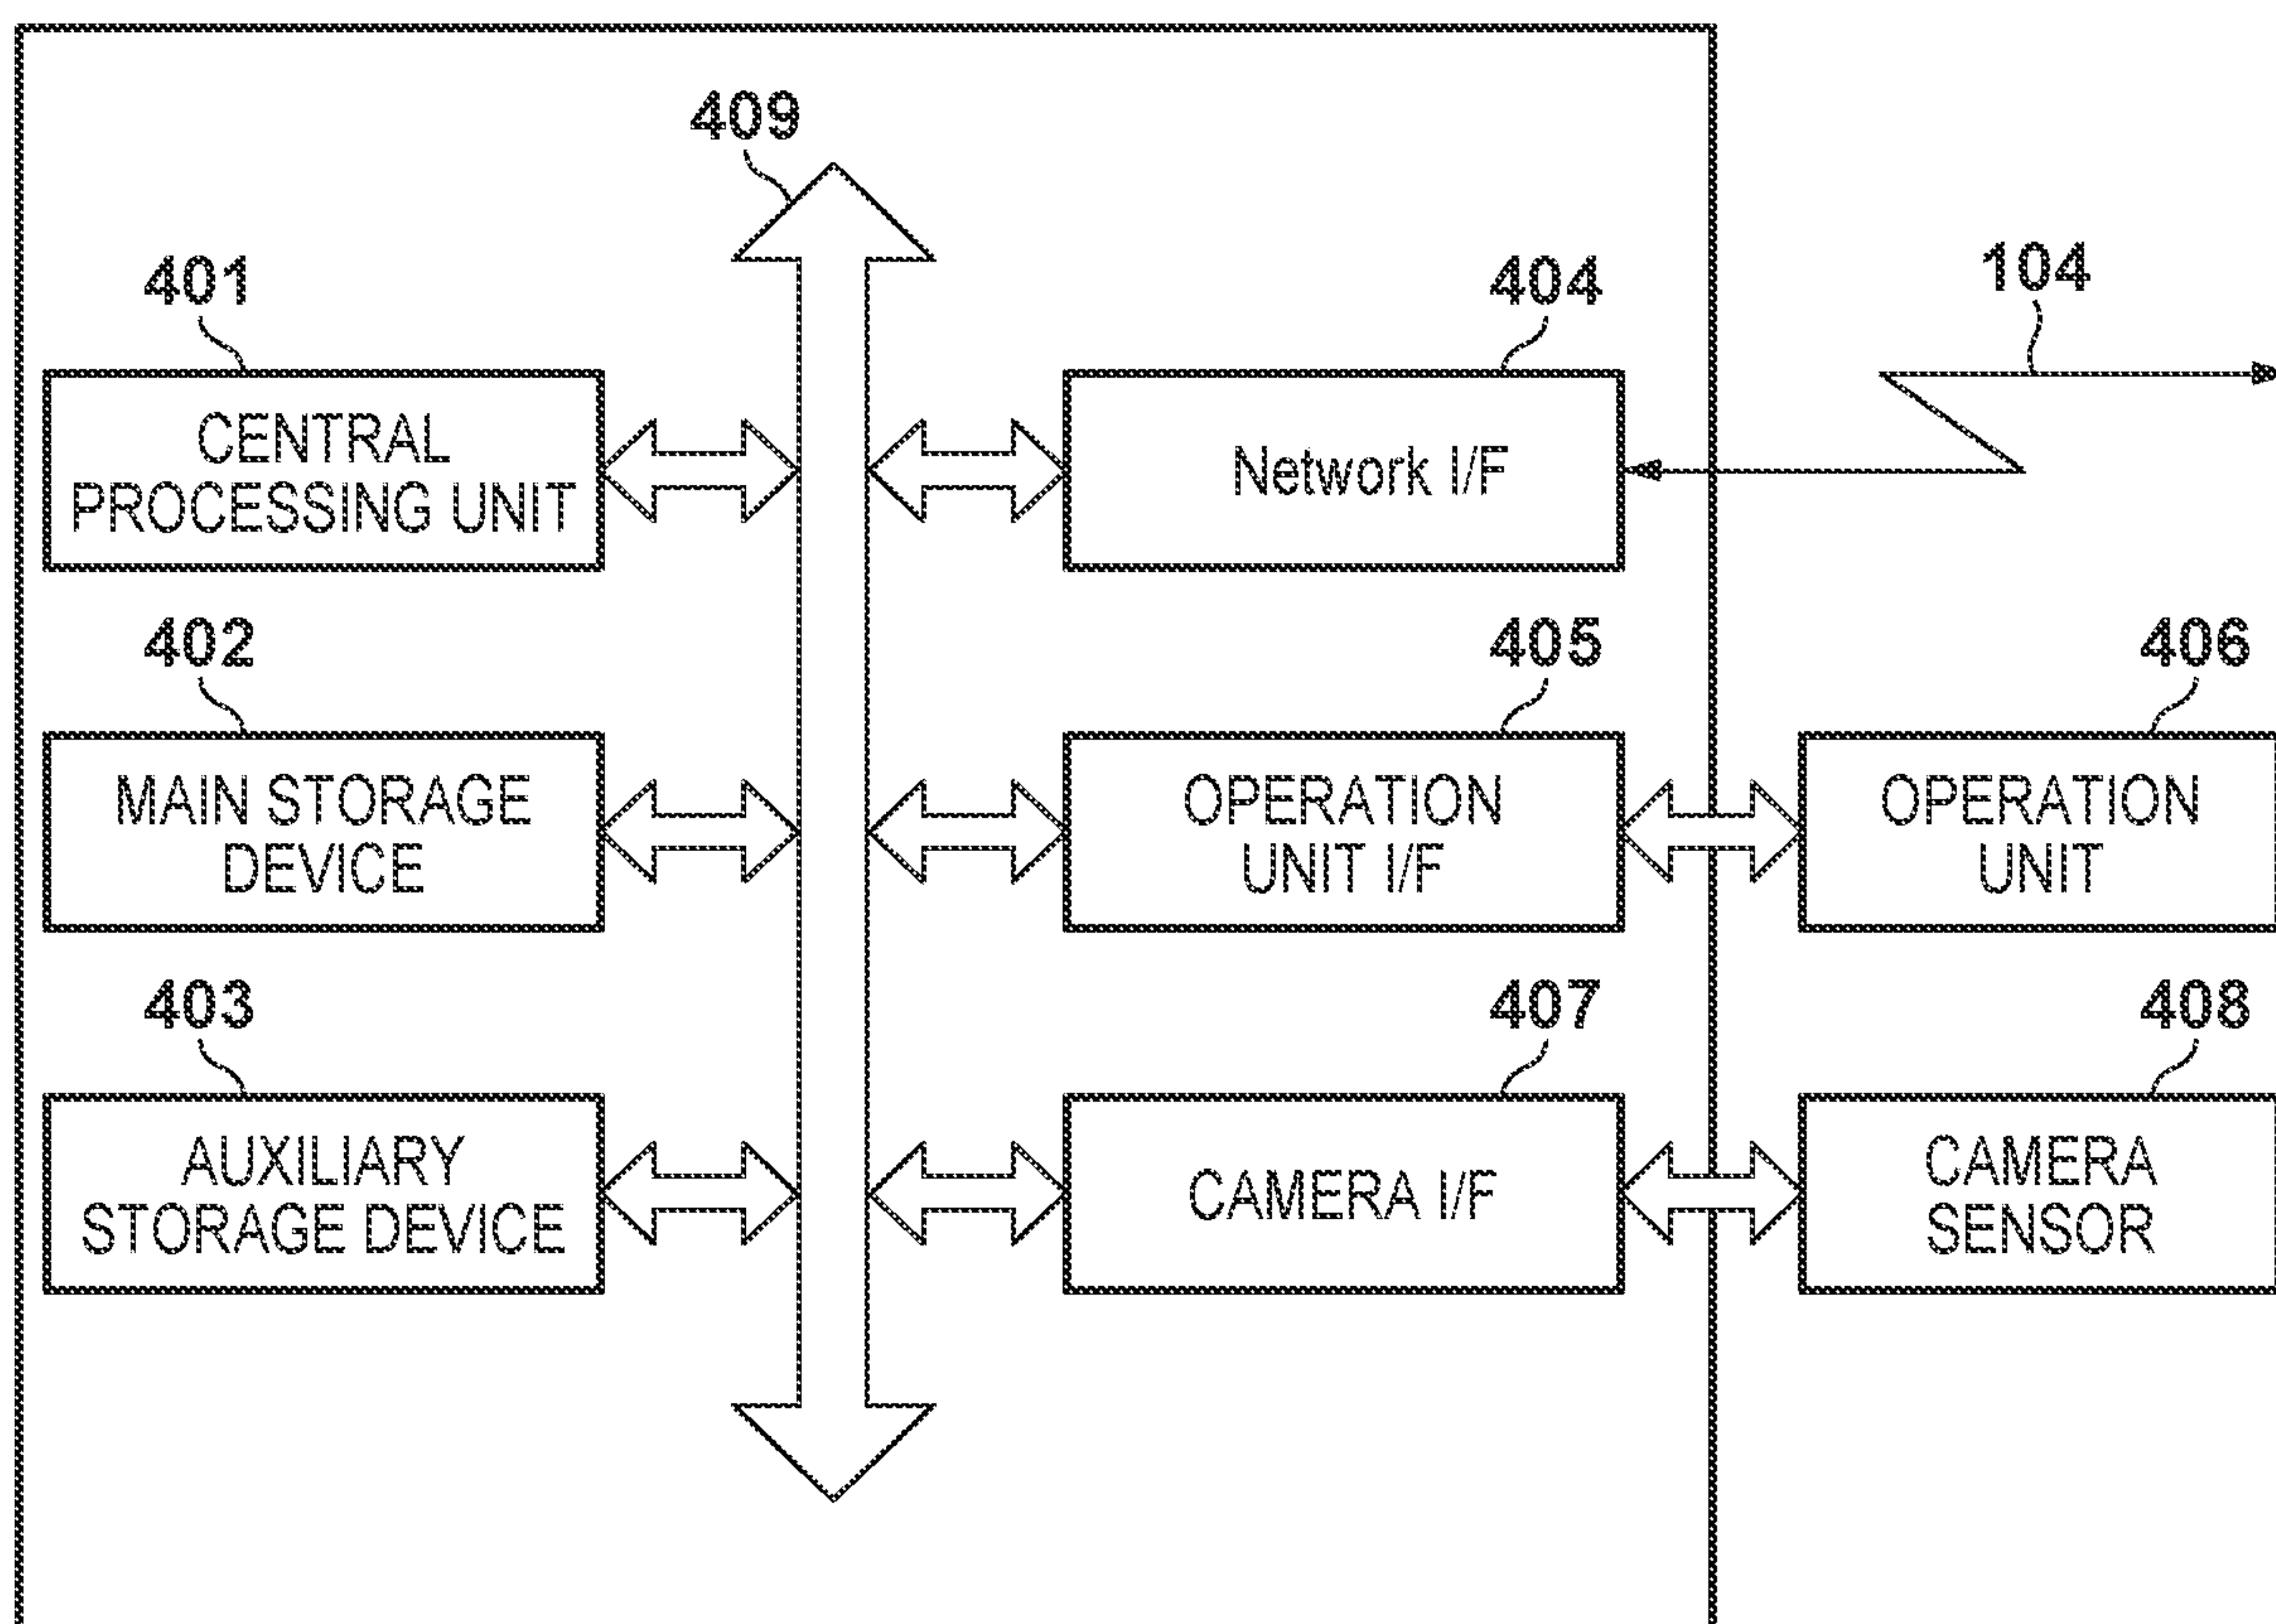 409
401
404
104
CENTRAL
PROCESSING UNIT
Network I/F
402
405
406
MAIN STORAGE
DEVICE
OPERATION
UNIT I/F
OPERATION
UNIT
403
407
408
AUXILIARY
STORAGE DEVICE
CAMERA I/F
CAMERA
SENSOR